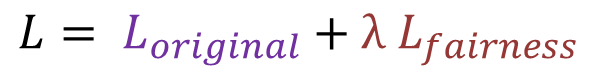 L = L_original + λ L_fairness